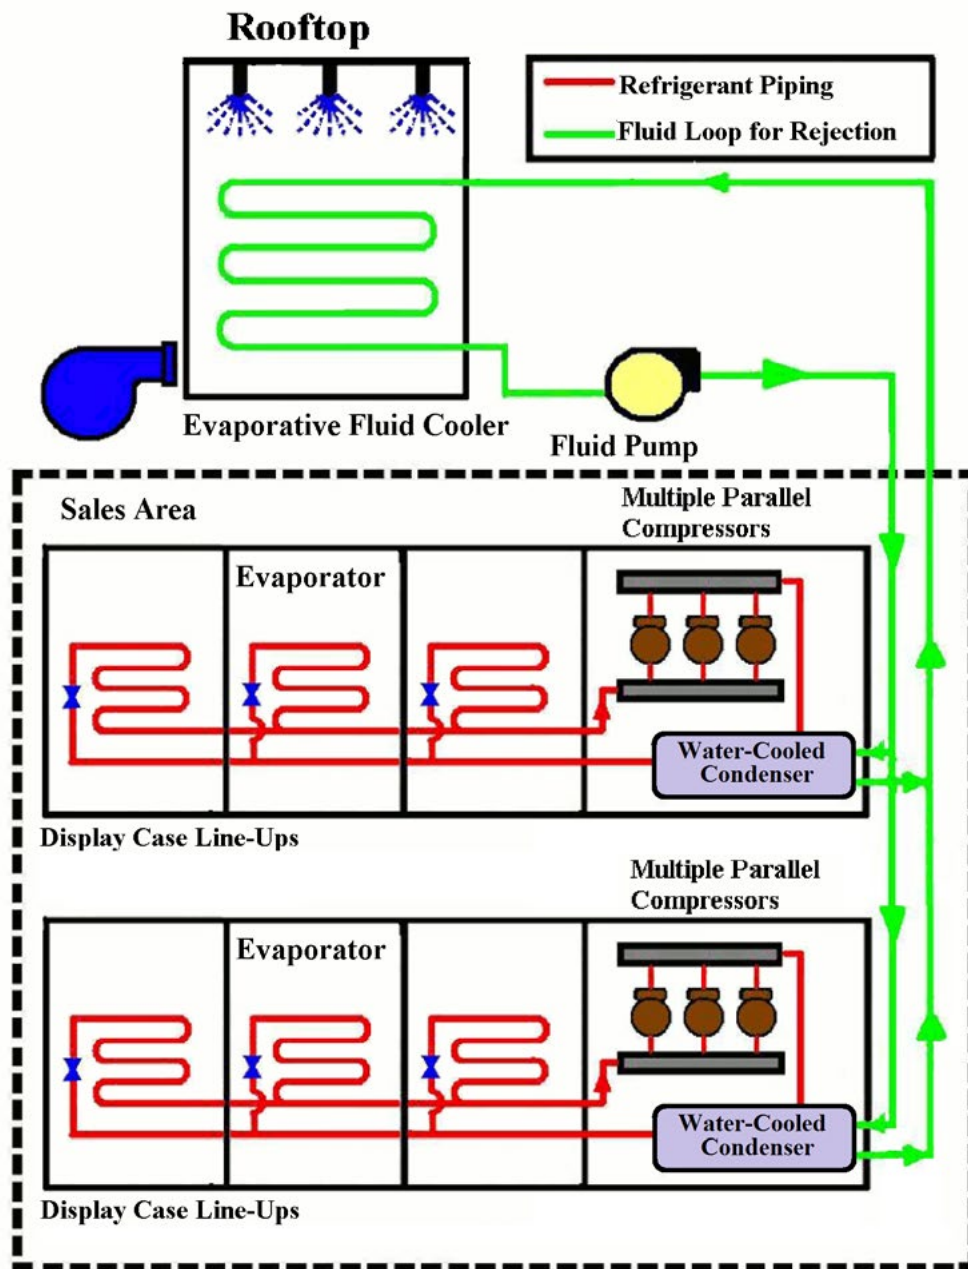 Rooftop
Refrigerant Piping
Fluid Loop for Rejection
Evaporative Fluid Cooler
Fluid Pump
Sales Area
Multiple Parallel
Compressors
Evaporator
Water-Cooled
Condenser
Display Case Line-Ups
Multiple Parallel
Compressors
Evaporator
Water-Cooled
Condenser
Display Case Line-Ups